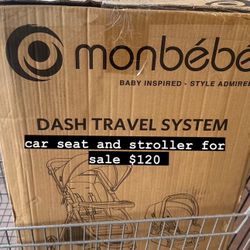 monbébé
BABY INSPIRED - STYLE ADMIRED
DASH TRAVEL SYSTEM
car seat and stroller for
sale $120